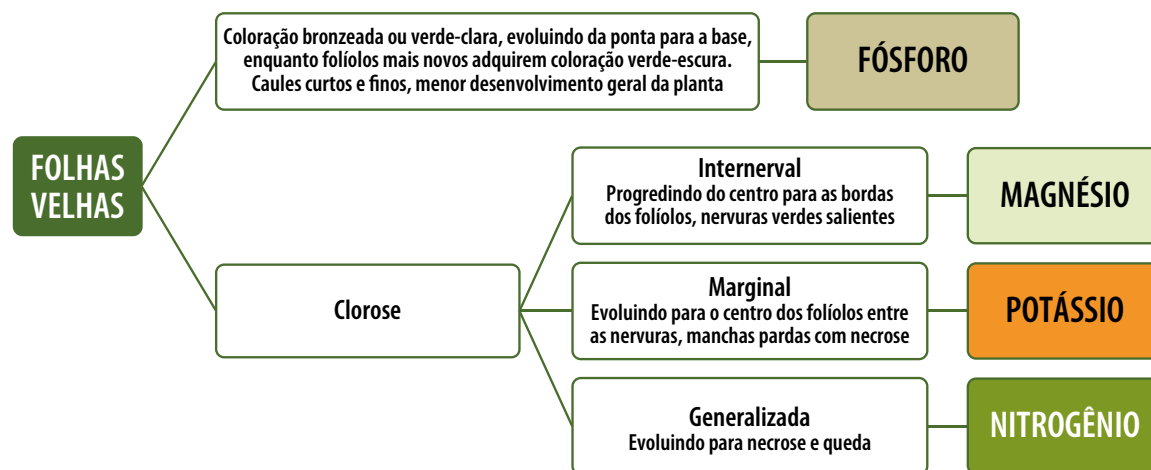 Coloração bronzeada ou verde-clara, evoluindo da ponta para a base,
enquanto folíolos mais novos adquirem coloração verde-escura.
Caules curtos e finos, menor desenvolvimento geral da planta
FÓSFORO
FOLHAS
VELHAS
Internerval
Progredindo do centro para as bordas
dos folíolos, nervuras verdes salientes
MAGNÉSIO
Clorose
Marginal
Evoluindo para o centro dos folíolos entre
as nervuras, manchas pardas com necrose
POTÁSSIO
Generalizada
Evoluindo para necrose e queda
NITROGÊNIO